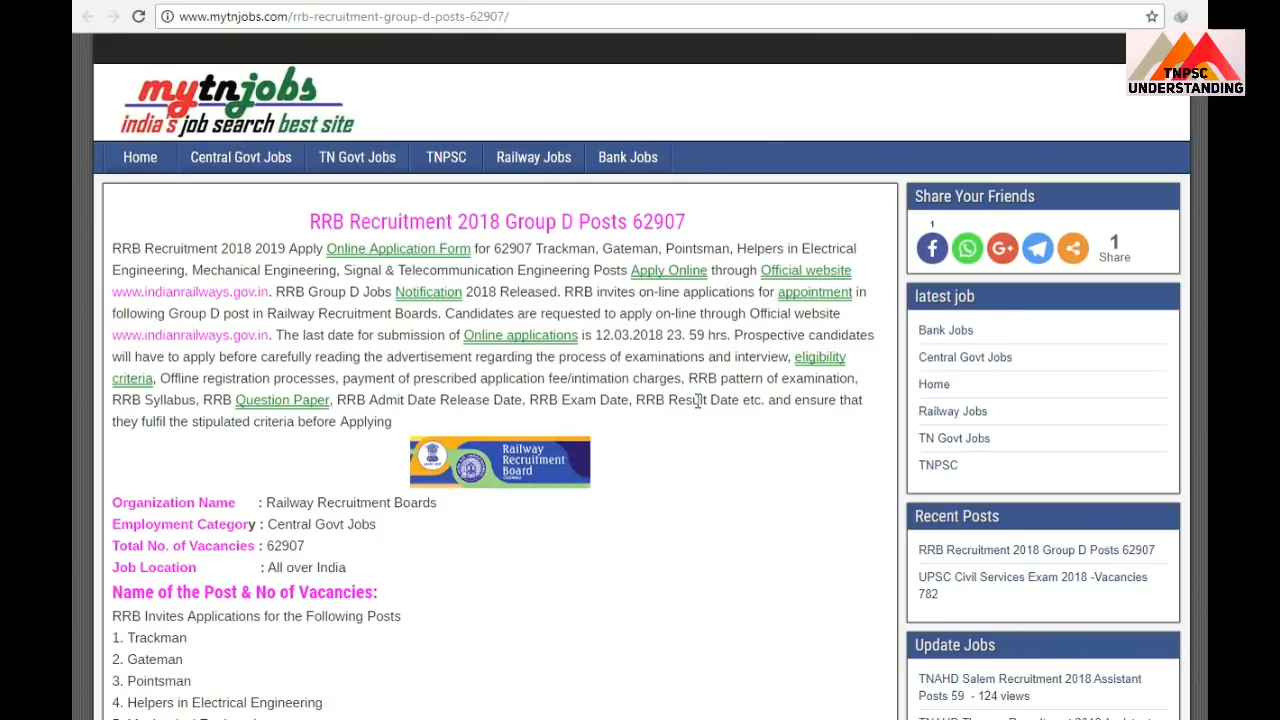 www.mytnjobs.com/rrb-recruitment-group-d-posts-62907/
TNPSC
UNDERSTANDING
mytnjobs
india's job search best site
Home Central Govt Jobs TN Govt Jobs TNPSC Railway Jobs Bank Jobs
RRB Recruitment 2018 Group D Posts 62907
RRB Recruitment 2018 2019 Apply Online Application Form for 62907 Trackman, Gateman, Pointsman, Helpers in Electrical
Engineering, Mechanical Engineering, Signal & Telecommunication Engineering Posts Apply Online through Official website
www.indianrailways.gov.in. RRB Group D Jobs Notification 2018 Released. RRB invites on-line applications for appointment in
following Group D post in Railway Recruitment Boards. Candidates are requested to apply on-line through Official website
www.indianrailways.gov.in. The last date for submission of Online applications is 12.03.2018 23. 59 hrs. Prospective candidates
will have to apply before carefully reading the advertisement regarding the process of examinations and interview, eligibility
criteria, Offline registration processes, payment of prescribed application fee/intimation charges, RRB pattern of examination,
RRB Syllabus, RRB Question Paper, RRB Admit Date Release Date, RRB Exam Date, RRB Result Date etc. and ensure that
they fulfil the stipulated criteria before Applying
Railway
Recruitment
Board
Organization Name : Railway Recruitment Boards
Employment Category : Central Govt Jobs
Total No. of Vacancies : 62907
Job Location : All over India
Name of the Post & No of Vacancies:
RRB Invites Applications for the Following Posts
1. Trackman
2. Gateman
3. Pointsman
4. Helpers in Electrical Engineering
Share Your Friends
1
1
Share
latest job
Bank Jobs
Central Govt Jobs
Home
Railway Jobs
TN Govt Jobs
TNPSC
Recent Posts
RRB Recruitment 2018 Group D Posts 62907
UPSC Civil Services Exam 2018 -Vacancies
782
Update Jobs
TNAHD Salem Recruitment 2018 Assistant
Posts 59 - 124 views